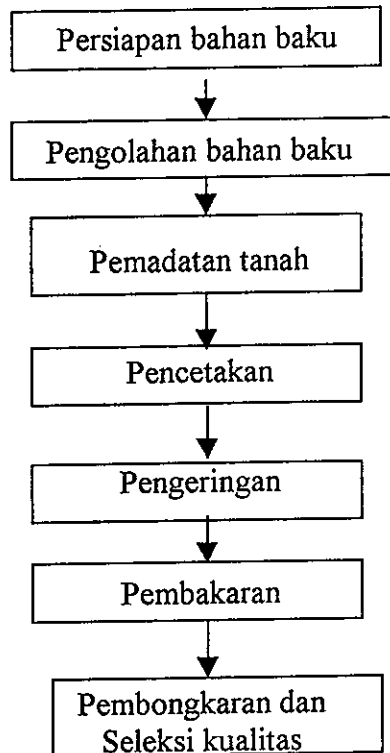 Persiapan bahan baku
Pengolahan bahan baku
Pemadatan tanah
Pencetakan
Pengeringan
Pembakaran
Pembongkaran dan
Seleksi kualitas